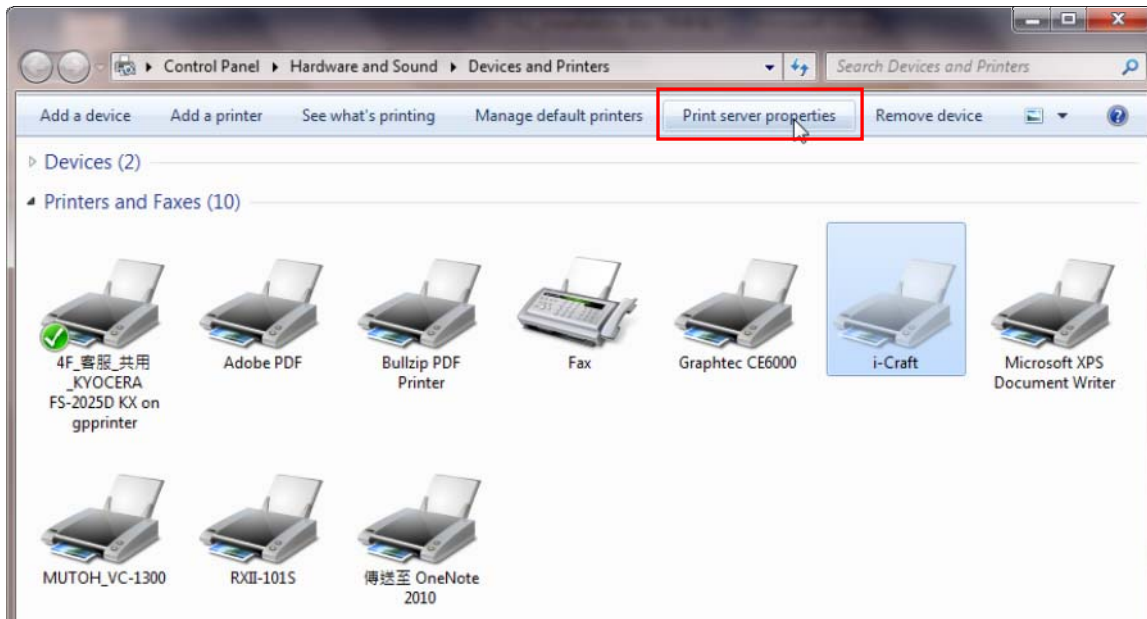 Control Panel Hardware and Sound Devices and Printers Search Devices and Printers
Add a device Add a printer See what's printing Manage default printers Print server properties Remove device
Devices (2)
Printers and Faxes (10)
4F_客服_共用
_KYOCERA
FS-2025D KX on
gpprinter
Adobe PDF
Bullzip PDF
Printer
Fax
Graphtec CE6000
i-Craft
Microsoft XPS
Document Writer
MUTOH_VC-1300
RXII-101S
傳送至 OneNote
2010